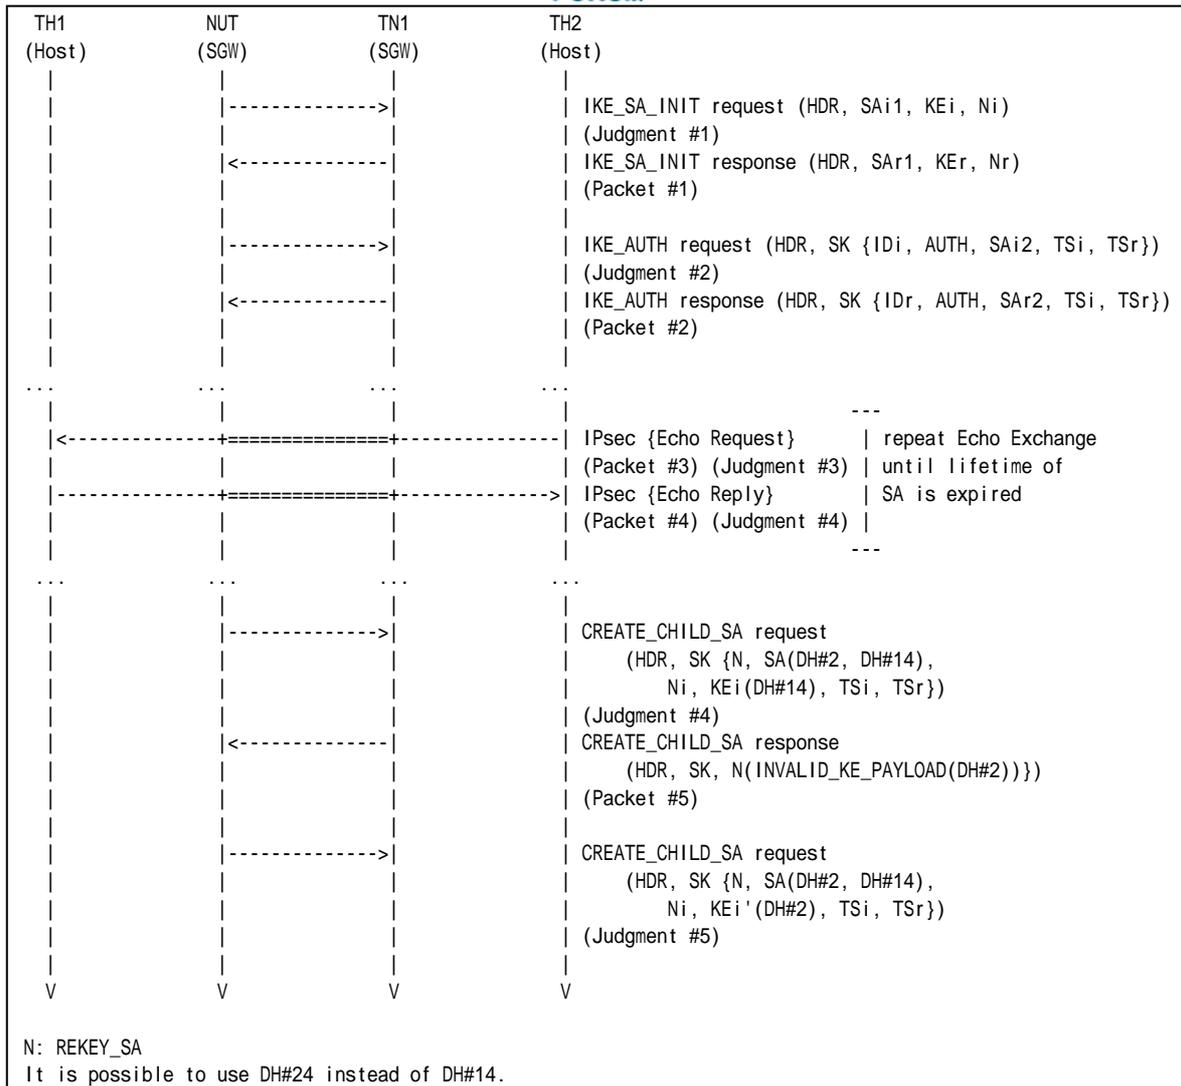 TH1 NUT TN1 TH2
(Host) (SGW) (SGW) (Host)
| | | |
| |-------------->| | IKE_SA_INIT request (HDR, SAi1, KEi, Ni)
| | | | (Judgment #1)
| |<--------------| | IKE_SA_INIT response (HDR, SAr1, KEr, Nr)
| | | | (Packet #1)
| | | |
| |-------------->| | IKE_AUTH request (HDR, SK {IDi, AUTH, SAi2, TSi, TSr})
| | | | (Judgment #2)
| |<--------------| | IKE_AUTH response (HDR, SK {IDr, AUTH, SAr2, TSi, TSr})
| | | | (Packet #2)
| | | |
... ... ... ...
| | | | ---
|<--------------+===============+--------------| IPsec {Echo Request} | repeat Echo Exchange
| | | | (Packet #3) (Judgment #3) | until lifetime of
|---------------+===============+------------->| IPsec {Echo Reply} | SA is expired
| | | | (Packet #4) (Judgment #4) |
| | | | ---
... ... ... ...
| | | |
| |-------------->| | CREATE_CHILD_SA request
| | | | (HDR, SK {N, SA(DH#2, DH#14),
| | | | Ni, KEi(DH#14), TSi, TSr})
| | | | (Judgment #4)
| |<--------------| | CREATE_CHILD_SA response
| | | | (HDR, SK, N(INVALID_KE_PAYLOAD(DH#2))})
| | | | (Packet #5)
| | | |
| |-------------->| | CREATE_CHILD_SA request
| | | | (HDR, SK {N, SA(DH#2, DH#14),
| | | | Ni, KEi'(DH#2), TSi, TSr})
| | | | (Judgment #5)
| | | |
V V V V
N: REKEY_SA
It is possible to use DH#24 instead of DH#14.